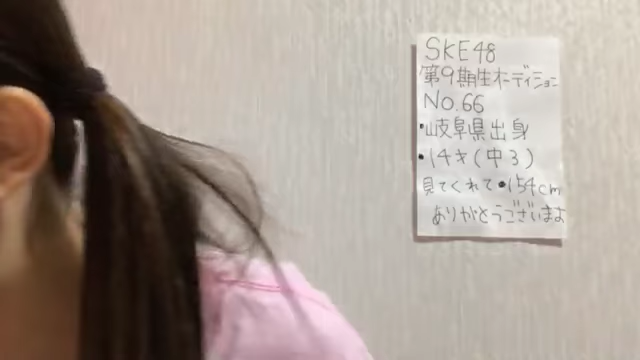 SKE48
第9期生オーディション
No.66
・岐阜県出身
・14才(中3)
見てくれて・154cm
ありがとうございます